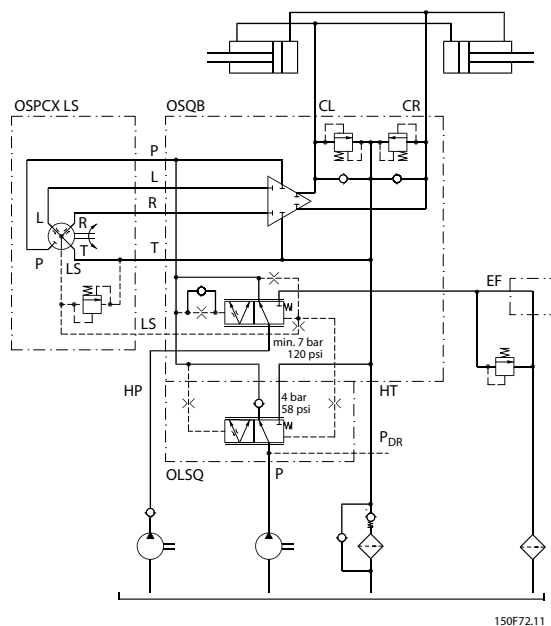 OSPCX LS
OSQB
CL
CR
P
L
R
T
L
R
T
P
LS
LS
EF
min. 7 bar
120 psi
HP
HT
4 bar
58 psi
PDR
OLSQ
P
150F72.11